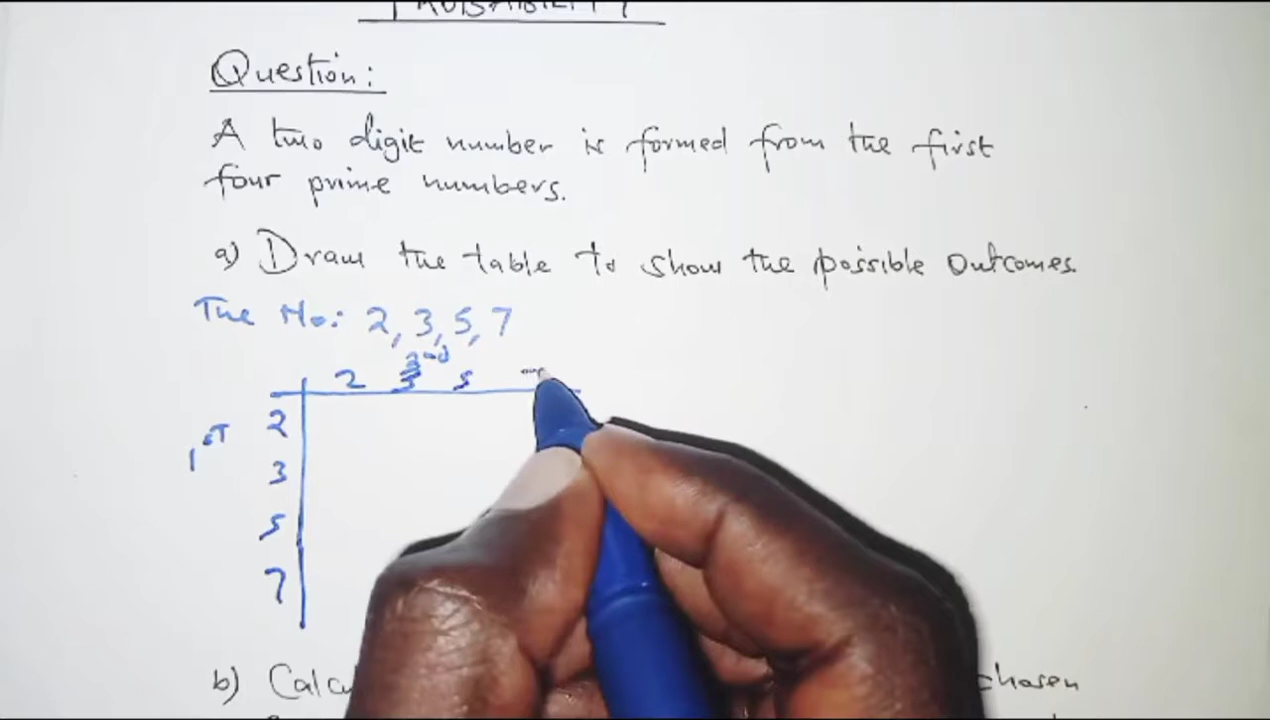 PROBABILITY
Question:
A two digit number is formed from the first
four prime numbers.
a) Draw the table to show the possible outcomes.
The No: 2, 3, 5, 7
2nd
2 3 5
1ST 2
3
5
7
b) chosen